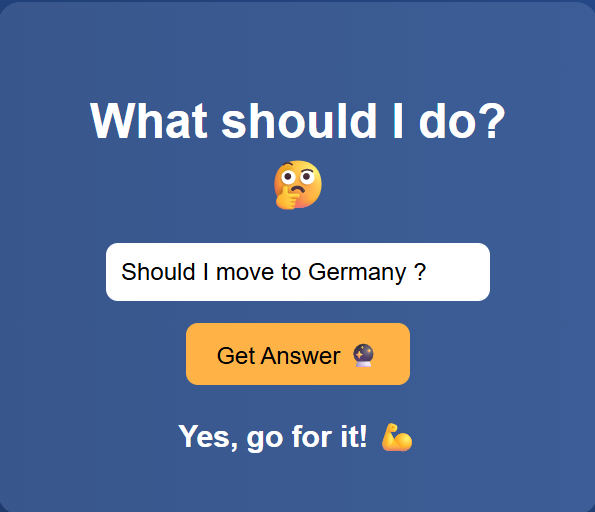 What should I do?
🤔
Should I move to Germany ?
Get Answer 🔮
Yes, go for it! 💪